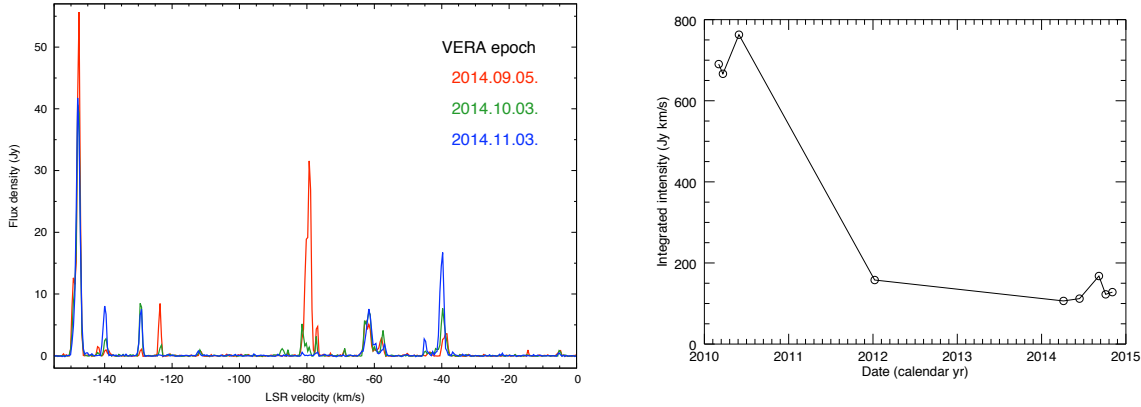 VERA epoch
2014.09.05.
2014.10.03.
2014.11.03.
Flux density (Jy)
50
40
30
20
10
0
-140 -120 -100 -80 -60 -40 -20 0
LSR velocity (km/s)
Integrated intensity (Jy km/s)
800
600
400
200
0
2010 2011 2012 2013 2014 2015
Date (calendar yr)